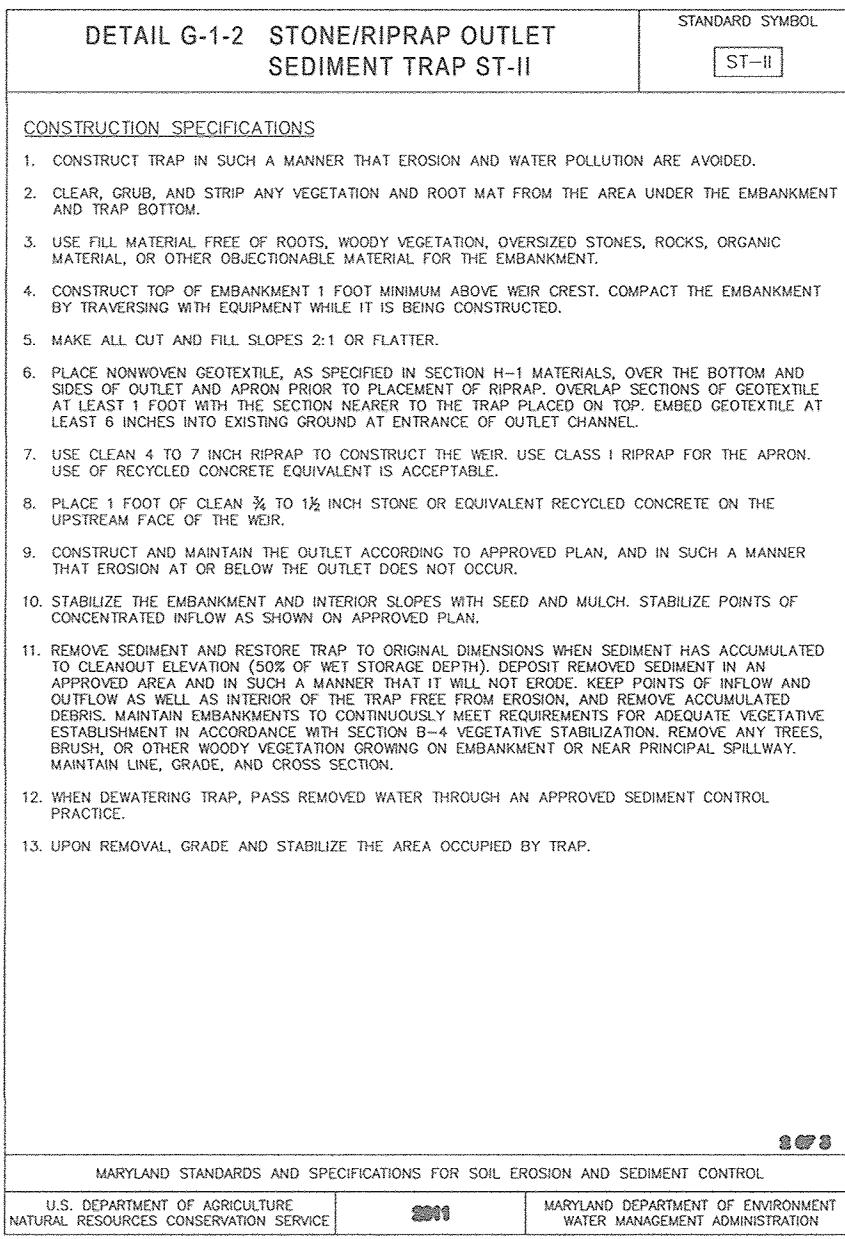 DETAIL G-1-2 STONE/RIPRAP OUTLET
SEDIMENT TRAP ST-II
STANDARD SYMBOL
ST-II
CONSTRUCTION SPECIFICATIONS
1. CONSTRUCT TRAP IN SUCH A MANNER THAT EROSION AND WATER POLLUTION ARE AVOIDED.
2. CLEAR, GRUB, AND STRIP ANY VEGETATION AND ROOT MAT FROM THE AREA UNDER THE EMBANKMENT
AND TRAP BOTTOM.
3. USE FILL MATERIAL FREE OF ROOTS, WOODY VEGETATION, OVERSIZED STONES, ROCKS, ORGANIC
MATERIAL, OR OTHER OBJECTIONABLE MATERIAL FOR THE EMBANKMENT.
4. CONSTRUCT TOP OF EMBANKMENT 1 FOOT MINIMUM ABOVE WEIR CREST. COMPACT THE EMBANKMENT
BY TRAVERSING WITH EQUIPMENT WHILE IT IS BEING CONSTRUCTED.
5. MAKE ALL CUT AND FILL SLOPES 2:1 OR FLATTER.
6. PLACE NONWOVEN GEOTEXTILE, AS SPECIFIED IN SECTION H-1 MATERIALS, OVER THE BOTTOM AND
SIDES OF OUTLET AND APRON PRIOR TO PLACEMENT OF RIPRAP. OVERLAP SECTIONS OF GEOTEXTILE
AT LEAST 1 FOOT WITH THE SECTION NEARER TO THE TRAP PLACED ON TOP. EMBED GEOTEXTILE AT
LEAST 6 INCHES INTO EXISTING GROUND AT ENTRANCE OF OUTLET CHANNEL.
7. USE CLEAN 4 TO 7 INCH RIPRAP TO CONSTRUCT THE WEIR. USE CLASS I RIPRAP FOR THE APRON.
USE OF RECYCLED CONCRETE EQUIVALENT IS ACCEPTABLE.
8. PLACE 1 FOOT OF CLEAN ¾ TO 1½ INCH STONE OR EQUIVALENT RECYCLED CONCRETE ON THE
UPSTREAM FACE OF THE WEIR.
9. CONSTRUCT AND MAINTAIN THE OUTLET ACCORDING TO APPROVED PLAN, AND IN SUCH A MANNER
THAT EROSION AT OR BELOW THE OUTLET DOES NOT OCCUR.
10. STABILIZE THE EMBANKMENT AND INTERIOR SLOPES WITH SEED AND MULCH. STABILIZE POINTS OF
CONCENTRATED INFLOW AS SHOWN ON APPROVED PLAN.
11. REMOVE SEDIMENT AND RESTORE TRAP TO ORIGINAL DIMENSIONS WHEN SEDIMENT HAS ACCUMULATED
TO CLEANOUT ELEVATION (50% OF WET STORAGE DEPTH). DEPOSIT REMOVED SEDIMENT IN AN
APPROVED AREA AND IN SUCH A MANNER THAT IT WILL NOT ERODE. KEEP POINTS OF INFLOW AND
OUTFLOW AS WELL AS INTERIOR OF THE TRAP FREE FROM EROSION, AND REMOVE ACCUMULATED
DEBRIS. MAINTAIN EMBANKMENTS TO CONTINUOUSLY MEET REQUIREMENTS FOR ADEQUATE VEGETATIVE
ESTABLISHMENT IN ACCORDANCE WITH SECTION B-4 VEGETATIVE STABILIZATION. REMOVE ANY TREES,
BRUSH, OR OTHER WOODY VEGETATION GROWING ON EMBANKMENT OR NEAR PRINCIPAL SPILLWAY.
MAINTAIN LINE, GRADE, AND CROSS SECTION.
12. WHEN DEWATERING TRAP, PASS REMOVED WATER THROUGH AN APPROVED SEDIMENT CONTROL
PRACTICE.
13. UPON REMOVAL, GRADE AND STABILIZE THE AREA OCCUPIED BY TRAP.
OF
MARYLAND STANDARDS AND SPECIFICATIONS FOR SOIL EROSION AND SEDIMENT CONTROL
U.S. DEPARTMENT OF AGRICULTURE
NATURAL RESOURCES CONSERVATION SERVICE
2011
MARYLAND DEPARTMENT OF ENVIRONMENT
WATER MANAGEMENT ADMINISTRATION